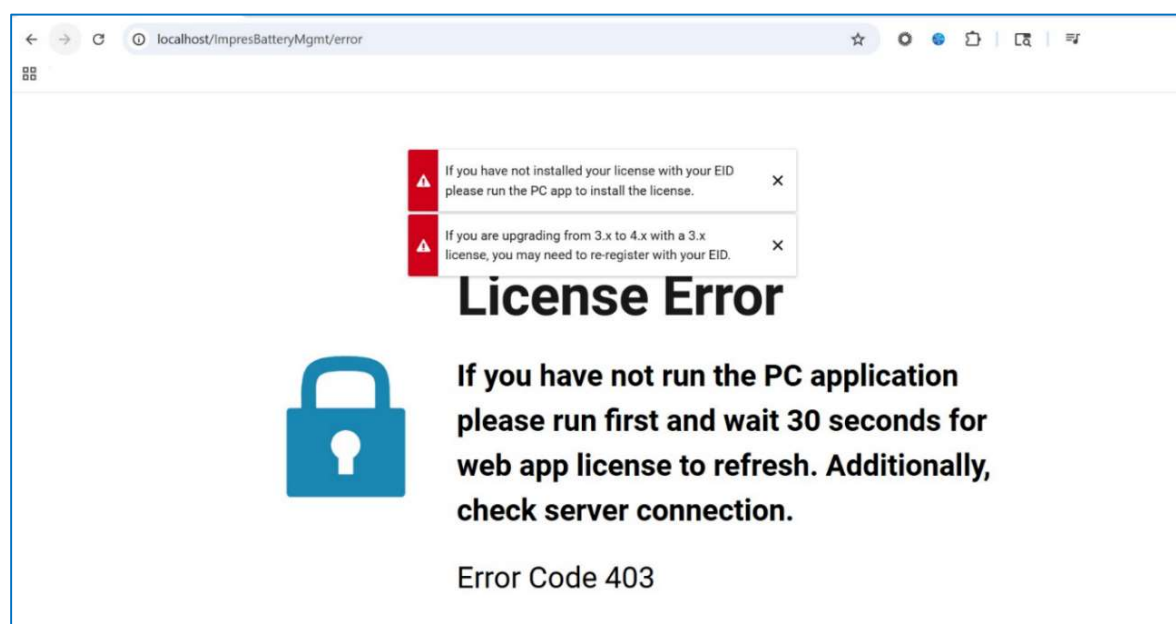 localhost/ImpresBatteryMgmt/error
If you have not installed your license with your EID
please run the PC app to install the license.
If you are upgrading from 3.x to 4.x with a 3.x
license, you may need to re-register with your EID.
License Error
If you have not run the PC application
please run first and wait 30 seconds for
web app license to refresh. Additionally,
check server connection.
Error Code 403